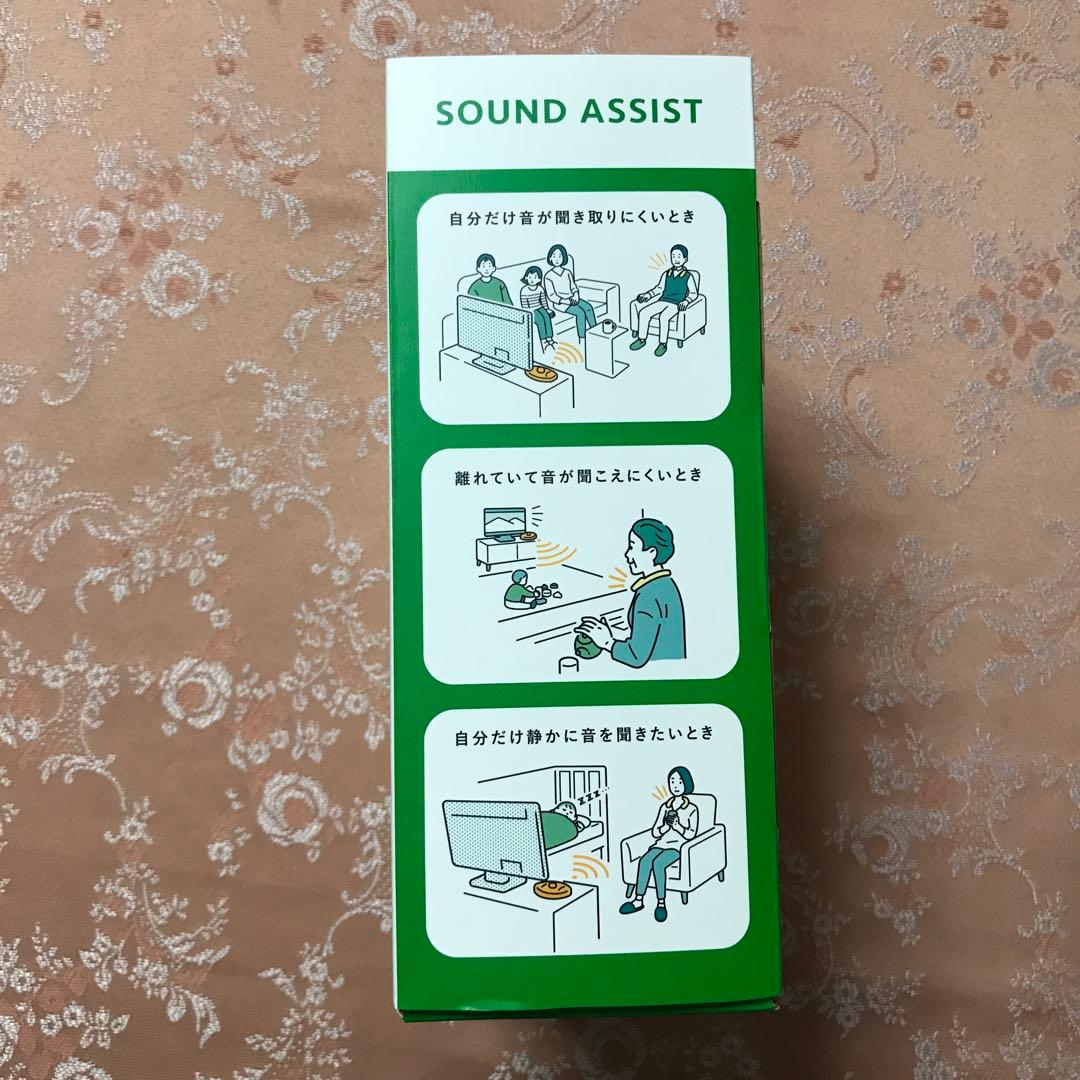 SOUND ASSIST
自分だけ音が聞き取りにくいとき
離れていて音が聞こえにくいとき
自分だけ静かに音を聞きたいとき
zzz...